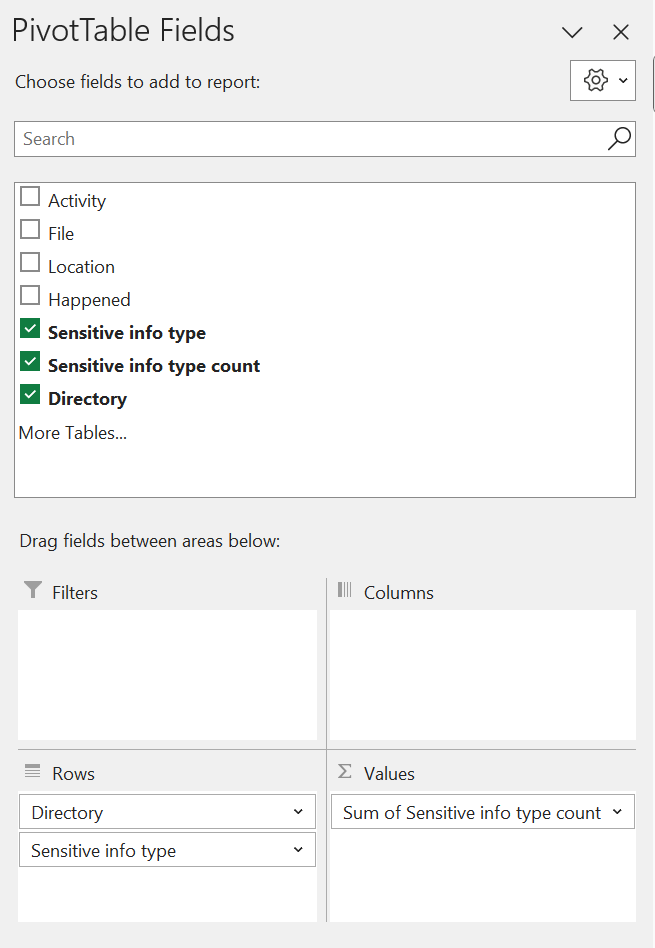 PivotTable Fields
Choose fields to add to report:
Search
Activity
File
Location
Happened
Sensitive info type
Sensitive info type count
Directory
More Tables...
Drag fields between areas below:
Filters
Columns
Rows
Values
Directory
Sum of Sensitive info type count
Sensitive info type